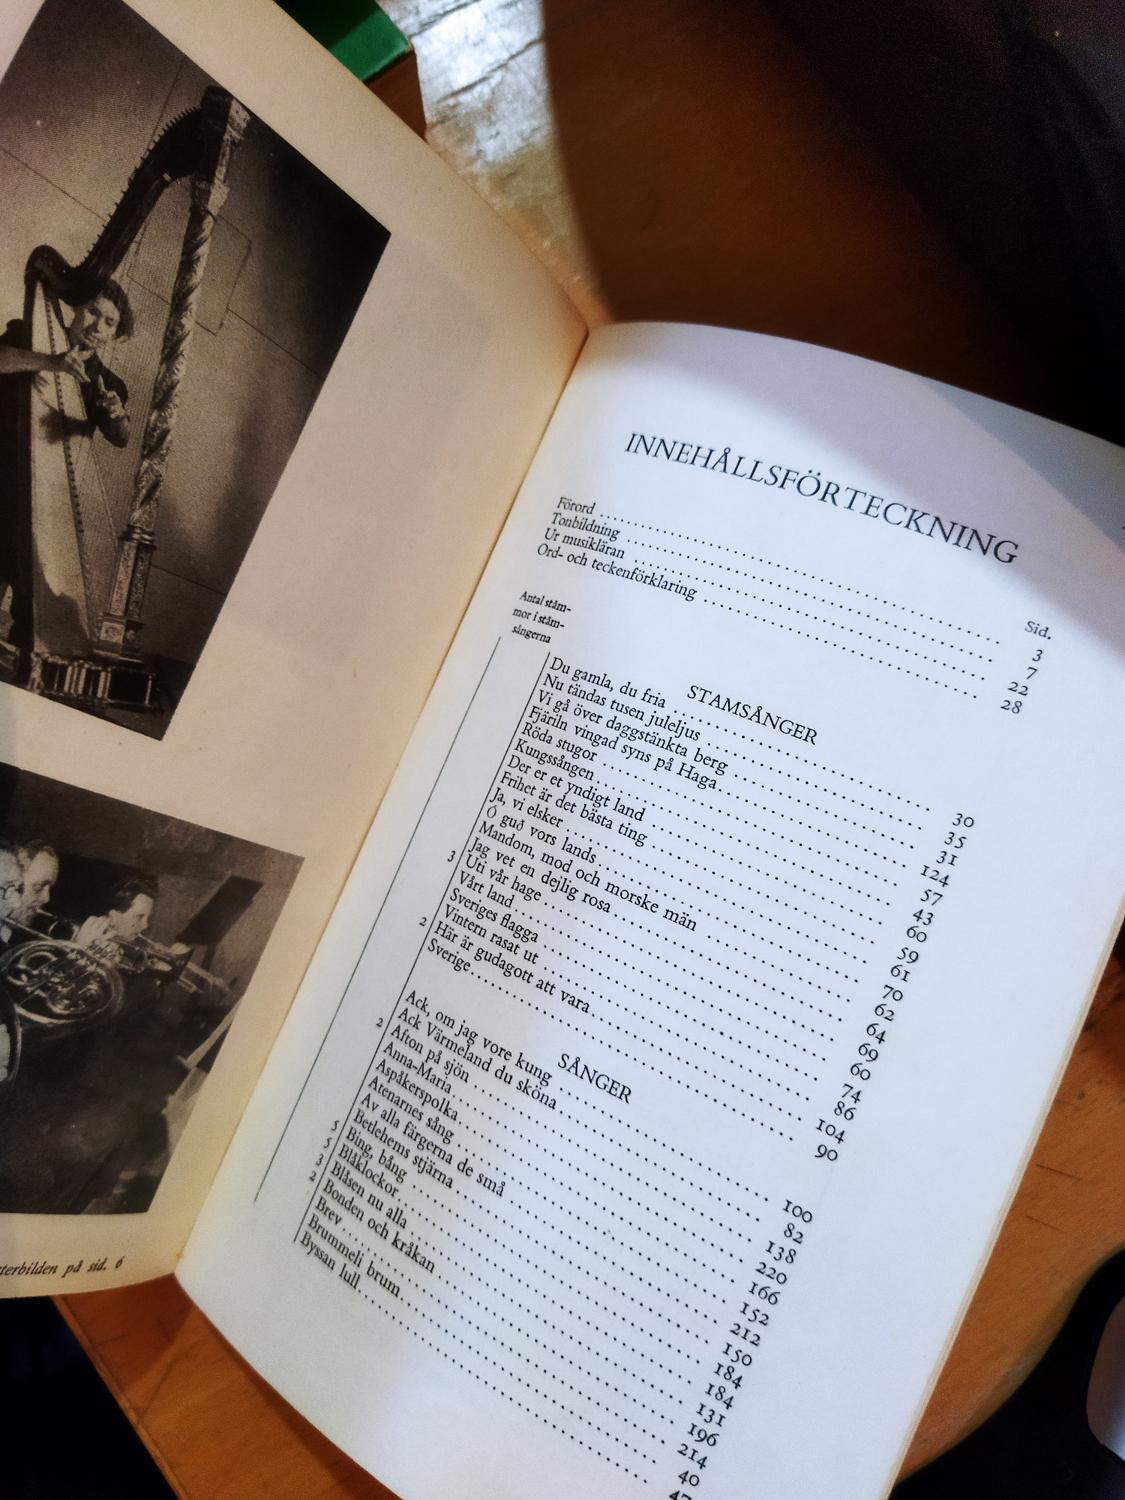 terbilden på sid. 6
INNEHÅLLSFÖRTECKNING
Sid.
Förord ........ 3
Tonbildning ........ 7
Ur musikläran ........ 22
Ord- och teckenförklaring ........ 28
Antal stäm-
mor i stäm-
sångerna
STAMSÅNGER
Du gamla, du fria ........ 30
Nu tändas tusen juleljus ........ 35
Vi gå över daggstänkta berg ........ 31
Fjäriln vingad syns på Haga ........ 124
Röda stugor ........ 57
Kungssången ........ 43
Der er et yndigt land ........ 60
Frihet är det bästa ting ........ 59
Ja, vi elsker ........ 61
Ó guð vors lands ........ 70
Mandom, mod och morske män ........ 62
Jag vet en dejlig rosa ........ 64
3 Uti vår hage ........ 69
Vårt land ........ 60
Sveriges flagga ........ 74
Vintern rasat ut ........ 86
2 Här är gudagott att vara ........ 104
Sverige ........ 90
SÅNGER
Ack, om jag vore kung ........ 100
Ack Värmeland du sköna ........ 82
2 Afton på sjön ........ 138
Anna-Maria ........ 220
Aspåkerspolka ........ 166
Atenarnes sång ........ 152
Av alla färgerna de små ........ 212
Betlehems stjärna ........ 150
5 Bing, bång ........ 184
5 Blåklockor ........ 184
3 Blåsen nu alla ........ 131
2 Bonden och kråkan ........ 196
Brev ........ 214
Brummeli brum ........ 40
Byssan lull ........ 47